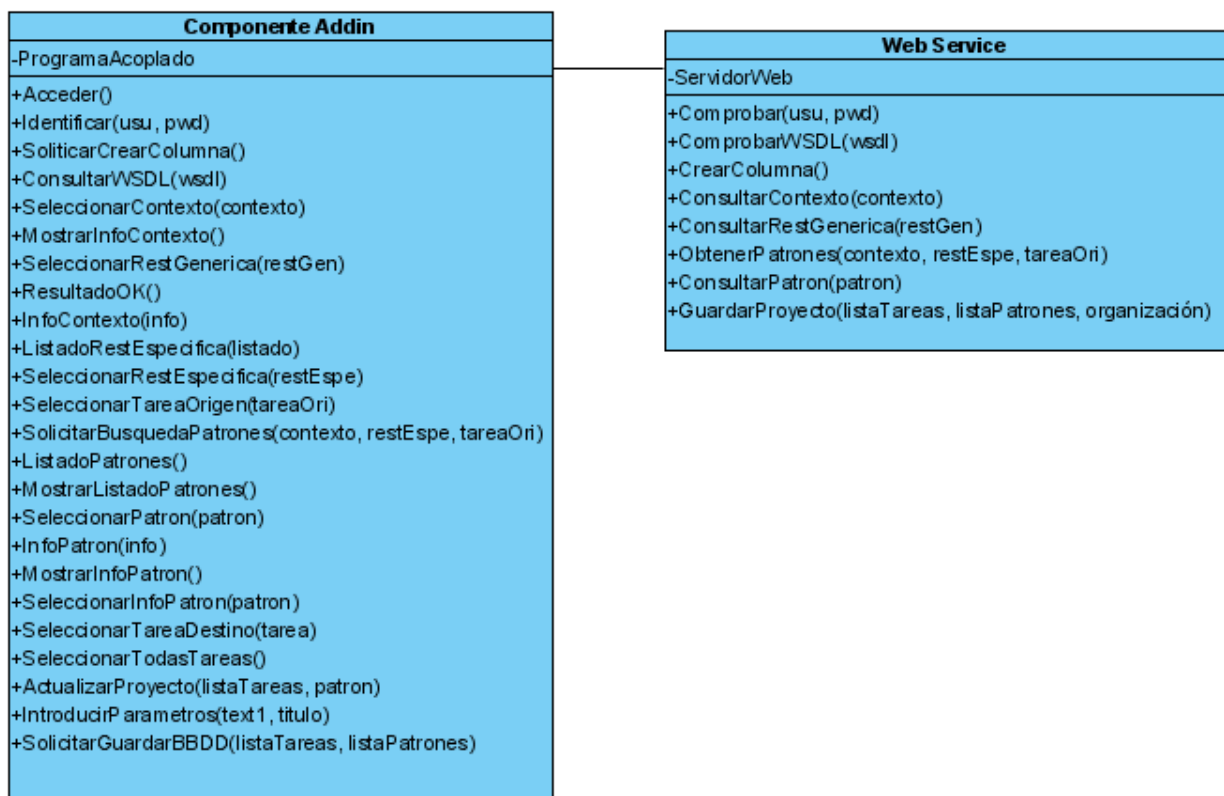 Componente Addin
-ProgramaAcoplado
+Acceder()
+Identificar(usu, pwd)
+SoliticarCrearColumna()
+ConsultarWSDL(wsdl)
+SeleccionarContexto(contexto)
+MostrarInfoContexto()
+SeleccionarRestGenerica(restGen)
+ResultadoOK()
+InfoContexto(info)
+ListadoRestEspecifica(listado)
+SeleccionarRestEspecifica(restEspe)
+SeleccionarTareaOrigen(tareaOri)
+SolicitarBusquedaPatrones(contexto, restEspe, tareaOri)
+ListadoPatrones()
+MostrarListadoPatrones()
+SeleccionarPatron(patron)
+InfoPatron(info)
+MostrarInfoPatron()
+SeleccionarInfoPatron(patron)
+SeleccionarTareaDestino(tarea)
+SeleccionarTodasTareas()
+ActualizarProyecto(listaTareas, patron)
+IntroducirParametros(text1, titulo)
+SolicitarGuardarBBDD(listaTareas, listaPatrones)
Web Service
-ServidorWeb
+Comprobar(usu, pwd)
+ComprobarWSDL(wsdl)
+CrearColumna()
+ConsultarContexto(contexto)
+ConsultarRestGenerica(restGen)
+ObtenerPatrones(contexto, restEspe, tareaOri)
+ConsultarPatron(patron)
+GuardarProyecto(listaTareas, listaPatrones, organización)